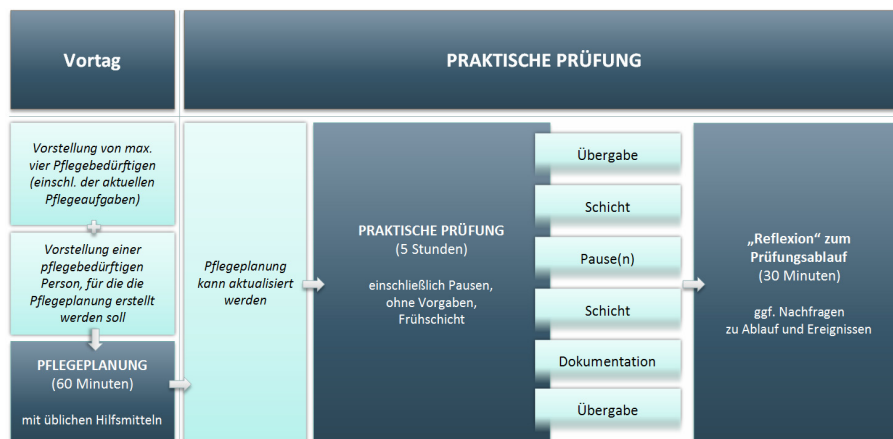 Vortag
PRAKTISCHE PRÜFUNG
Vorstellung von max.
vier Pflegebedürftigen
(einschl. der aktuellen
Pflegeaufgaben)
Vorstellung einer
pflegebedürftigen
Person, für die die
Pflegeplanung erstellt
werden soll
PFLEGEPLANUNG
(60 Minuten)
mit üblichen Hilfsmitteln
Pflegeplanung
kann aktualisiert
werden
PRAKTISCHE PRÜFUNG
(5 Stunden)
einschließlich Pausen,
ohne Vorgaben,
Frühschicht
Übergabe
Schicht
Pause(n)
Schicht
Dokumentation
Übergabe
„Reflexion“ zum
Prüfungsablauf
(30 Minuten)
ggf. Nachfragen
zu Ablauf und Ereignissen